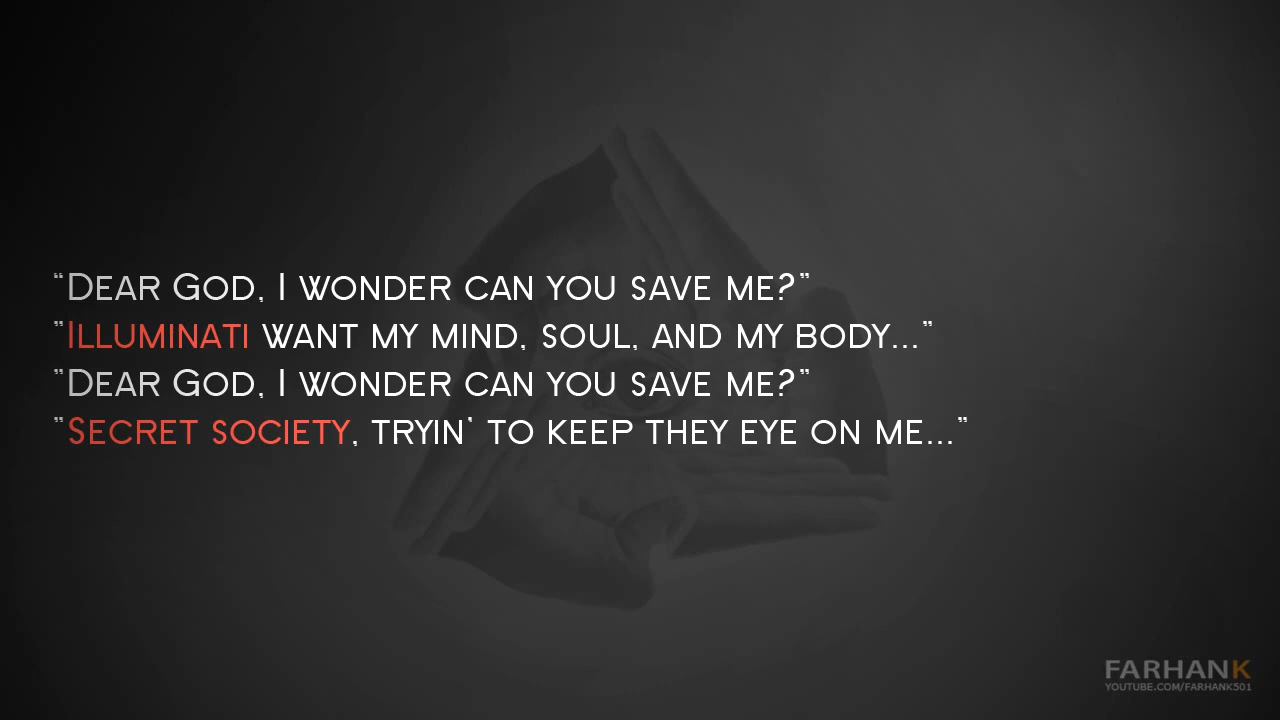 “Dear God, I wonder can you save me?”
”Illuminati want my mind, soul, and my body...”
”Dear God, I wonder can you save me?”
”Secret society, tryin' to keep they eye on me...”
FARHANK
YOUTUBE.COM/FARHANK501